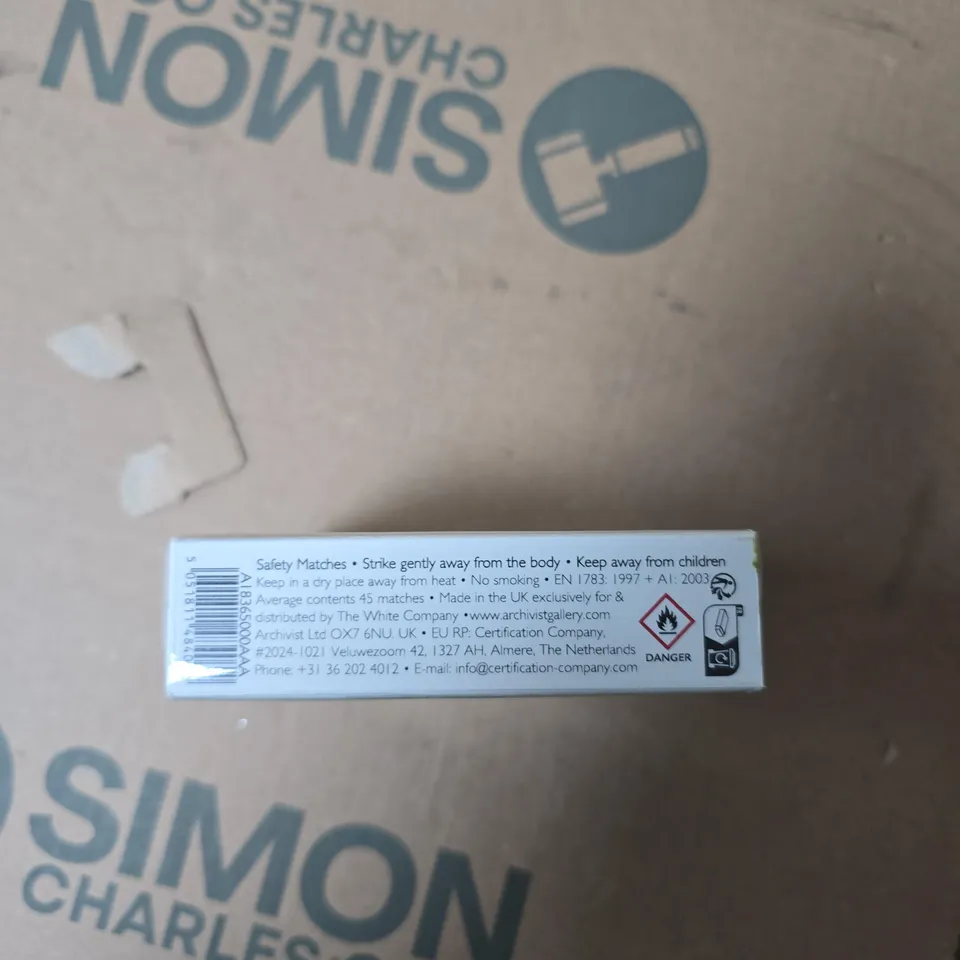 SIMON
CHARLES
Safety Matches • Strike gently away from the body • Keep away from children
Keep in a dry place away from heat • No smoking • EN 1783: 1997 + A1: 2003
Average contents 45 matches • Made in the UK exclusively for &
distributed by The White Company •www.archivistgallery.com
Archivist Ltd OX7 6NU. UK • EU RP: Certification Company,
#2024-1021 Veluwezoom 42, 1327 AH, Almere, The Netherlands
Phone: +31 36 202 4012 • E-mail: info@certification-company.com
DANGER
A18365000AAA
SIMON
CHARLES